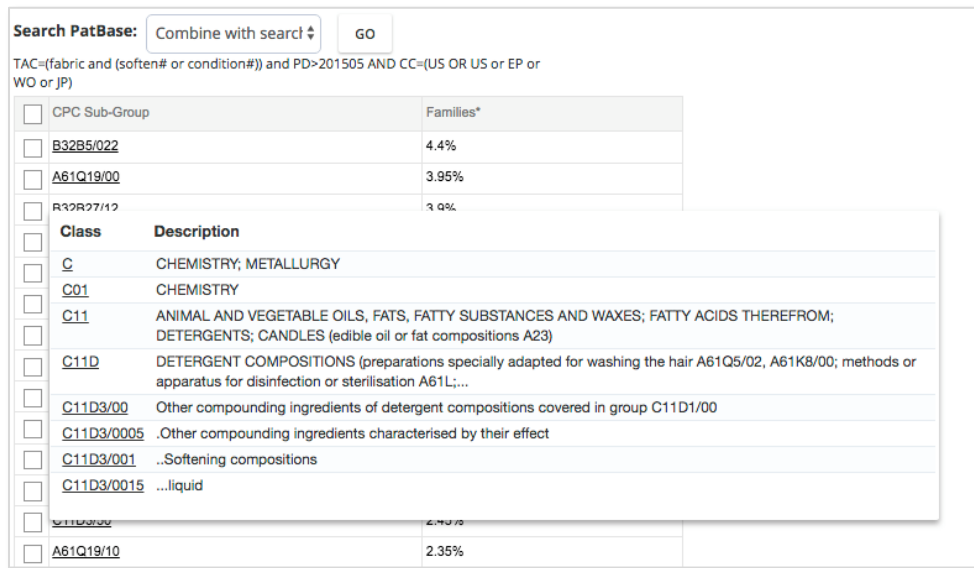 Search PatBase: Combine with search GO
TAC=(fabric and (soften# or condition#)) and PD>201505 AND CC=(US OR US or EP or
WO or JP)
CPC Sub-Group Families*
B32B5/022 4.4%
A61Q19/00 3.95%
B32B27/12 3.9%
Class Description
C CHEMISTRY; METALLURGY
C01 CHEMISTRY
C11 ANIMAL AND VEGETABLE OILS, FATS, FATTY SUBSTANCES AND WAXES; FATTY ACIDS THEREFROM;
DETERGENTS; CANDLES (edible oil or fat compositions A23)
C11D DETERGENT COMPOSITIONS (preparations specially adapted for washing the hair A61Q5/02, A61K8/00; methods or
apparatus for disinfection or sterilisation A61L;...
C11D3/00 Other compounding ingredients of detergent compositions covered in group C11D1/00
C11D3/0005 .Other compounding ingredients characterised by their effect
C11D3/001 ..Softening compositions
C11D3/0015 ...liquid
C11D3/50 2.45%
A61Q19/10 2.35%